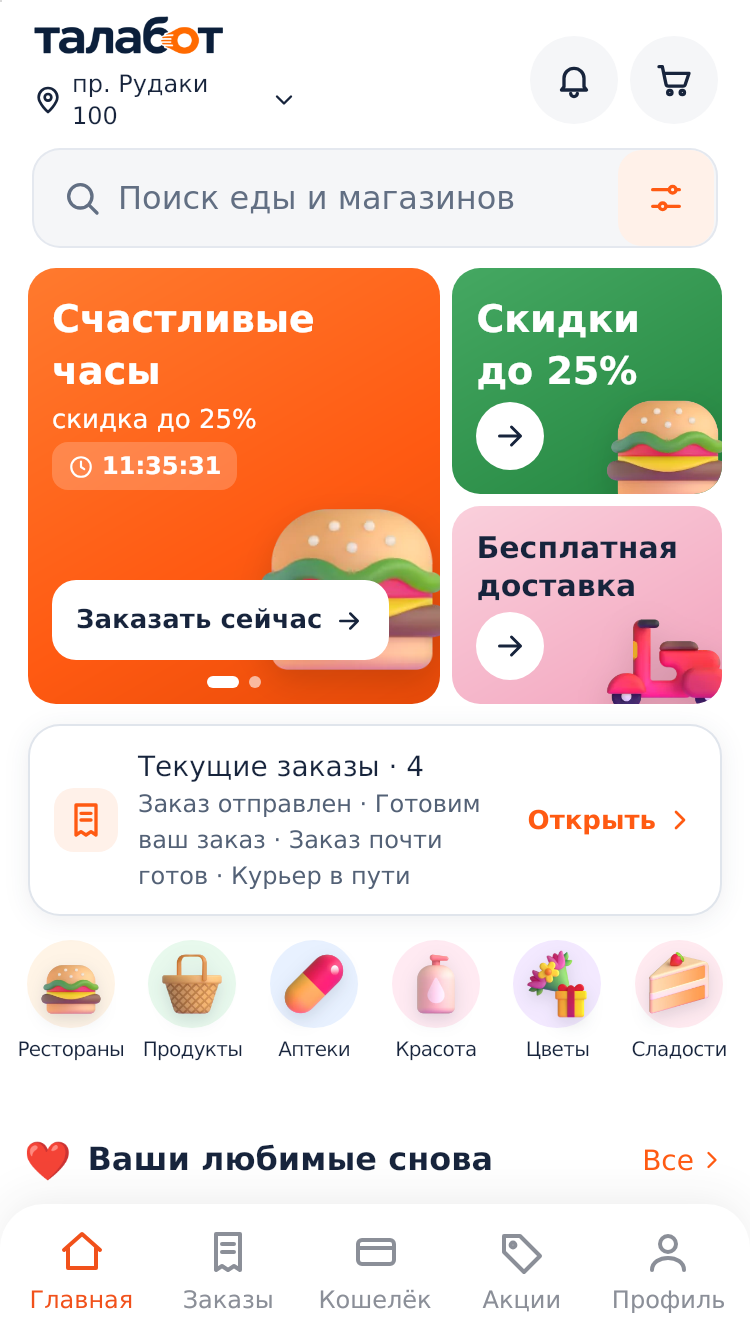 талабот
пр. Рудаки
100
Поиск еды и магазинов
Счастливые
часы
скидка до 25%
11:35:31
Заказать сейчас
Скидки
до 25%
Бесплатная
доставка
Текущие заказы · 4
Заказ отправлен · Готовим
ваш заказ · Заказ почти
готов · Курьер в пути
Открыть
Рестораны
Продукты
Аптеки
Красота
Цветы
Сладости
Ваши любимые снова
Все
Главная
Заказы
Кошелёк
Акции
Профиль